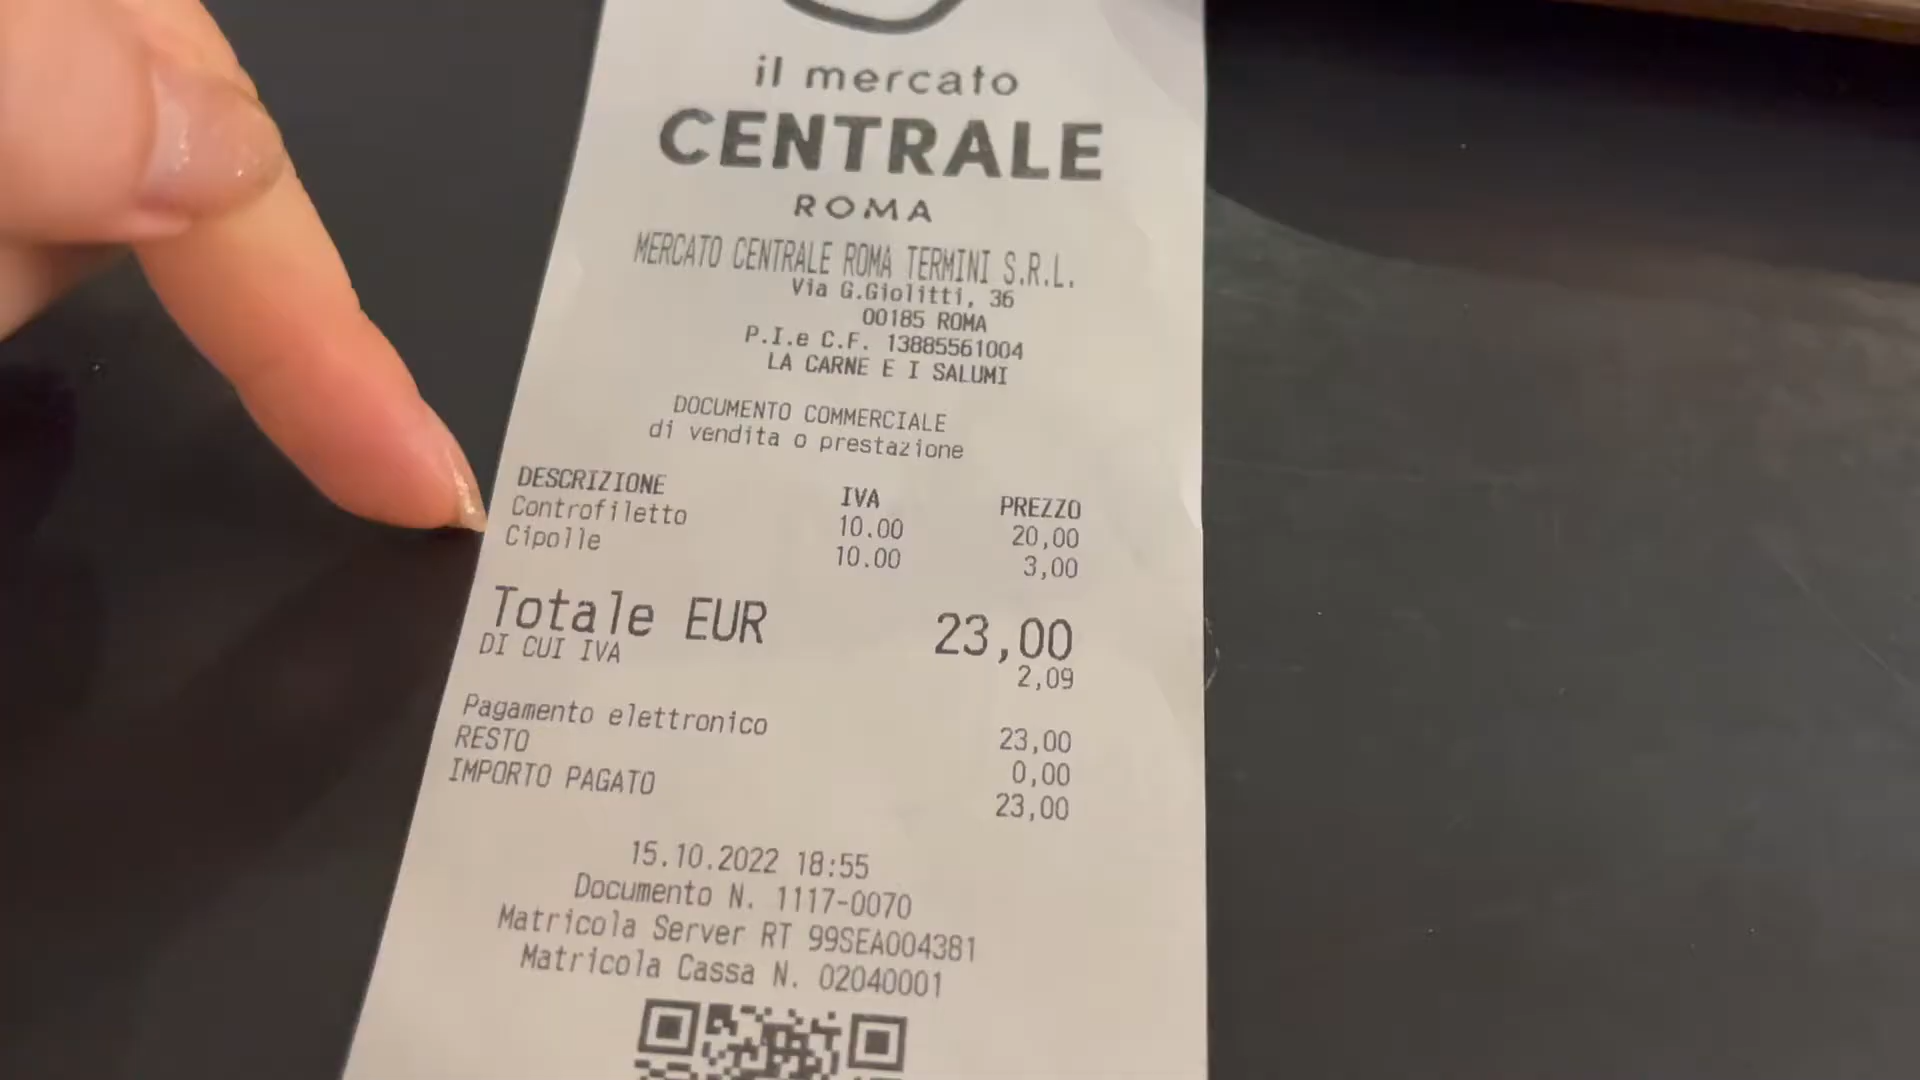 il mercato
CENTRALE
ROMA
MERCATO CENTRALE ROMA TERMINI S.R.L.
Via G.Giolitti, 36
00185 ROMA
P.I.e C.F. 13885561004
LA CARNE E I SALUMI
DOCUMENTO COMMERCIALE
di vendita o prestazione
DESCRIZIONE IVA PREZZO
Controfiletto 10.00 20,00
Cipolle 10.00 3,00
Totale EUR 23,00
DI CUI IVA 2,09
Pagamento elettronico 23,00
RESTO 0,00
IMPORTO PAGATO 23,00
15.10.2022 18:55
Documento N. 1117-0070
Matricola Server RT 99SEA004381
Matricola Cassa N. 02040001